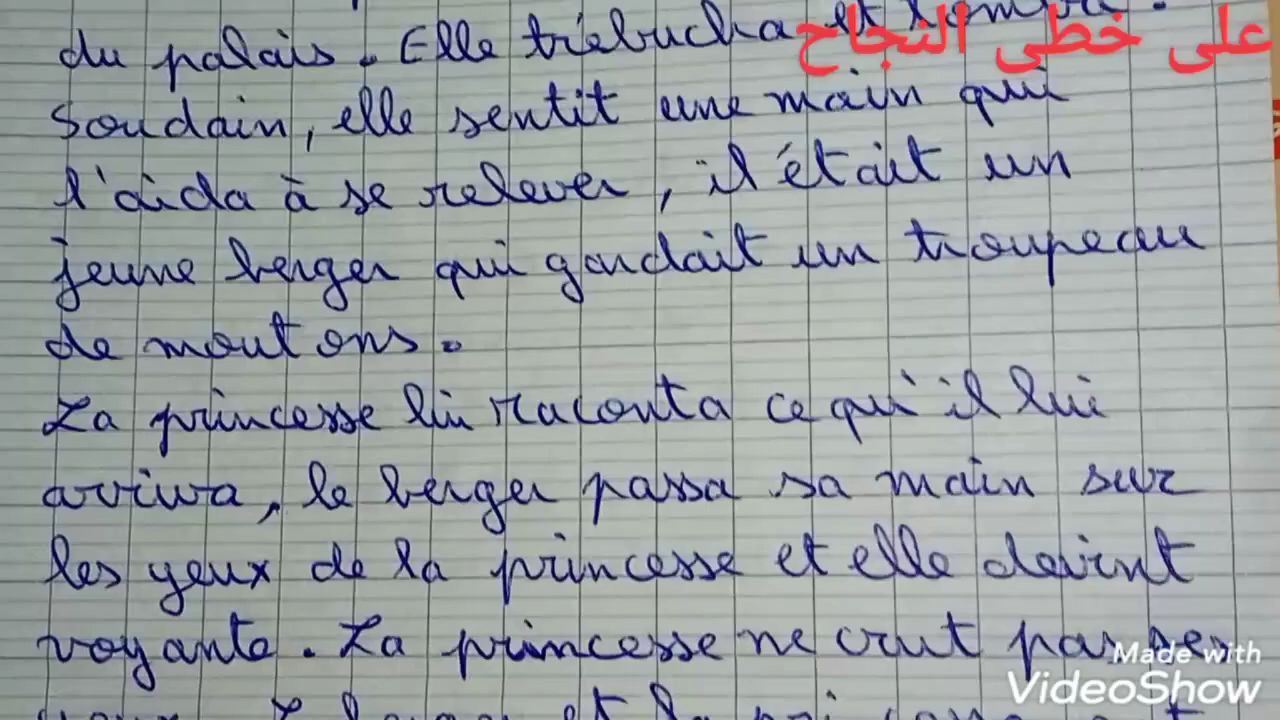 du palais. Elle trébucha et tomba.
على خطى النجاح
Soudain, elle sentit une main qui
l'aida à se relever, il était un
jeune berger qui gardait un troupeau
de moutons.
La princesse lui raconta ce qu'il lui
arriva, le berger passa sa main sur
les yeux de la princesse et elle devint
voyante. La princesse ne crut pas ses
Made with
VideoShow